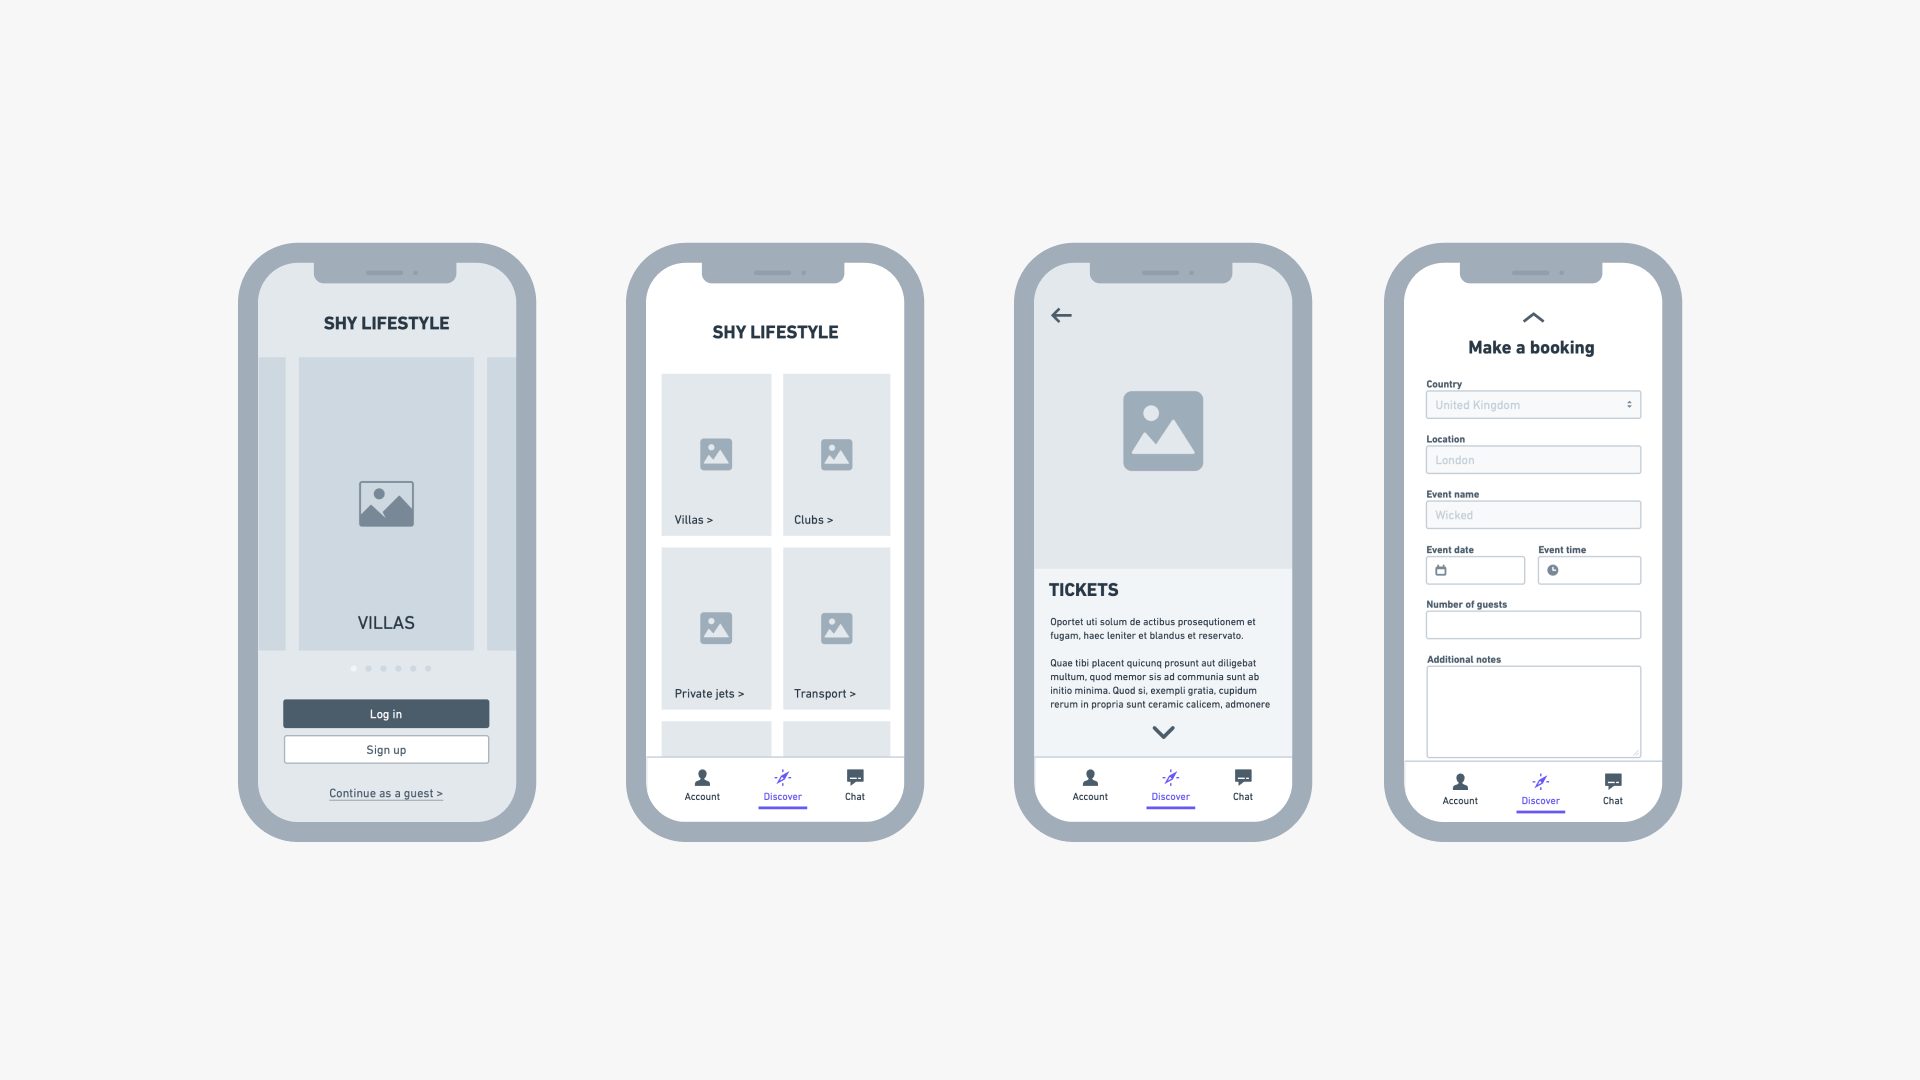 SHY LIFESTYLE
VILLAS
Log in
Sign up
Continue as a guest >
SHY LIFESTYLE
Villas >
Clubs >
Private jets >
Transport >
Account
Discover
Chat
TICKETS
Oportet uti solum de actibus prosequtionem et
fugam, haec leniter et blandus et reservato.
Quae tibi placent quicunq prosunt aut diligebat
multum, quod memor sis ad communia sunt ab
initio minima. Quod si, exempli gratia, cupidum
rerum in propria sunt ceramic calicem, admonere
Account
Discover
Chat
Make a booking
Country
United Kingdom
Location
London
Event name
Wicked
Event date
Event time
Number of guests
Additional notes
Account
Discover
Chat